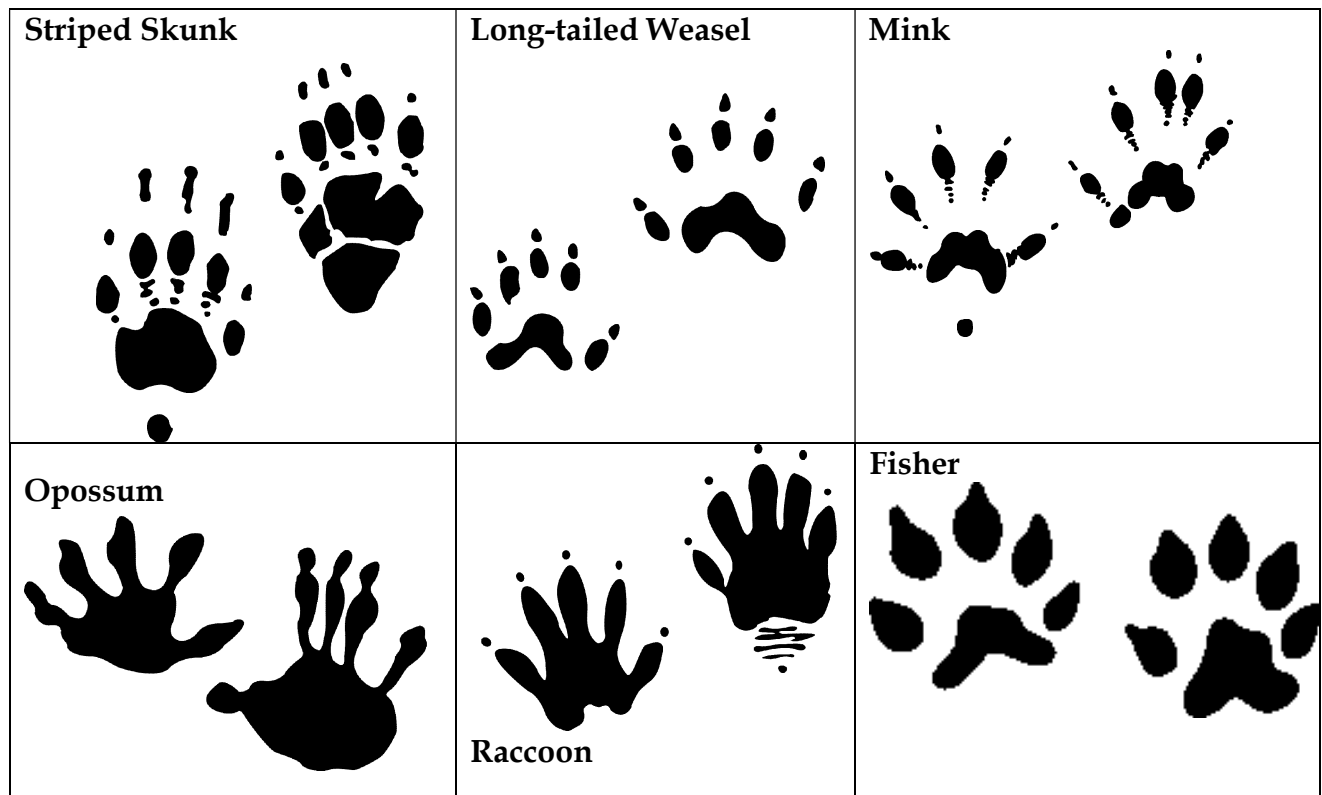 Striped Skunk
Long-tailed Weasel
Mink
Opossum
Raccoon
Fisher